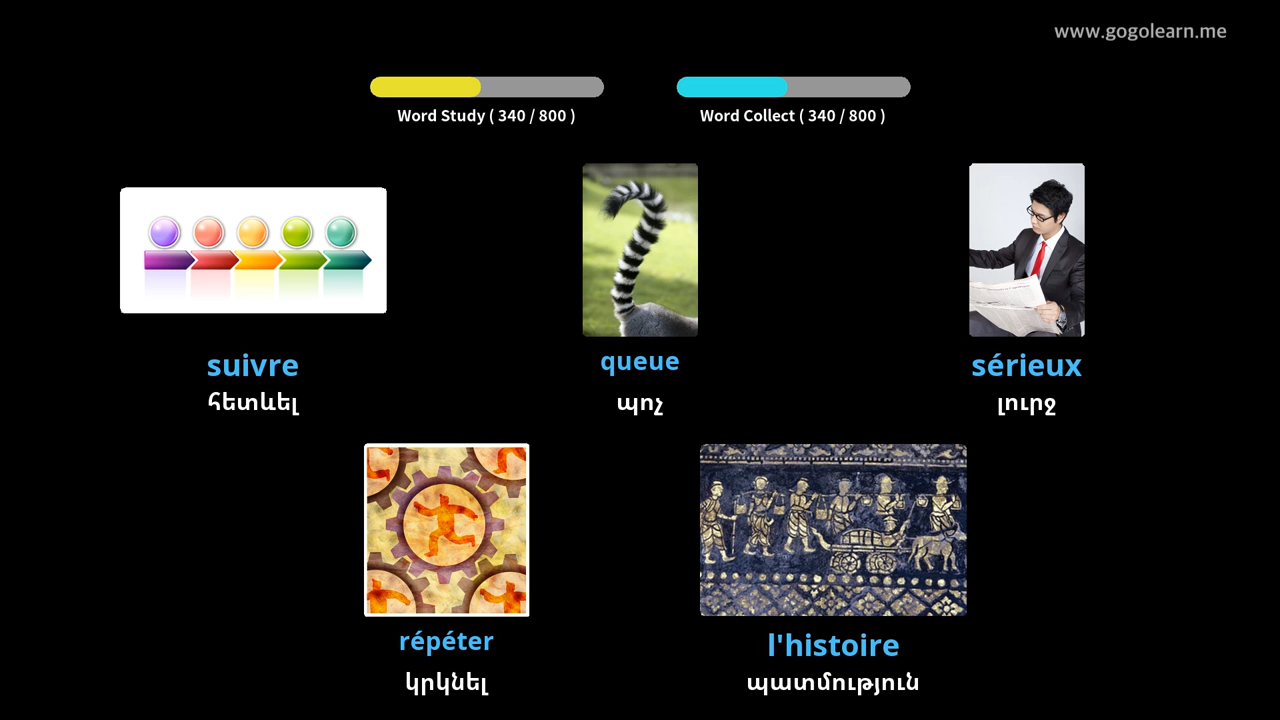 www.gogolearn.me
Word Study ( 340 / 800 )
Word Collect ( 340 / 800 )
suivre
հետևել
queue
պոչ
sérieux
լուրջ
répéter
կրկնել
l'histoire
պատմություն